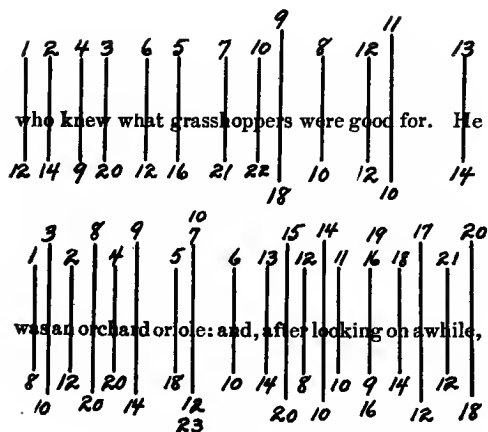 9 11
1 2 4 3 6 5 7 10 8 12 13
who knew what grasshoppers were good for. He
12 14 9 20 12 16 21 22 10 12 14
18 10
10
3 8 9 7 15 14 19 17 20
1 2 4 5 6 13 12 11 16 18 21
was an orchard oriole: and, after looking on awhile,
8 12 20 18 10 14 8 10 9 14 12
10 20 14 12 20 10 16 12 18
23